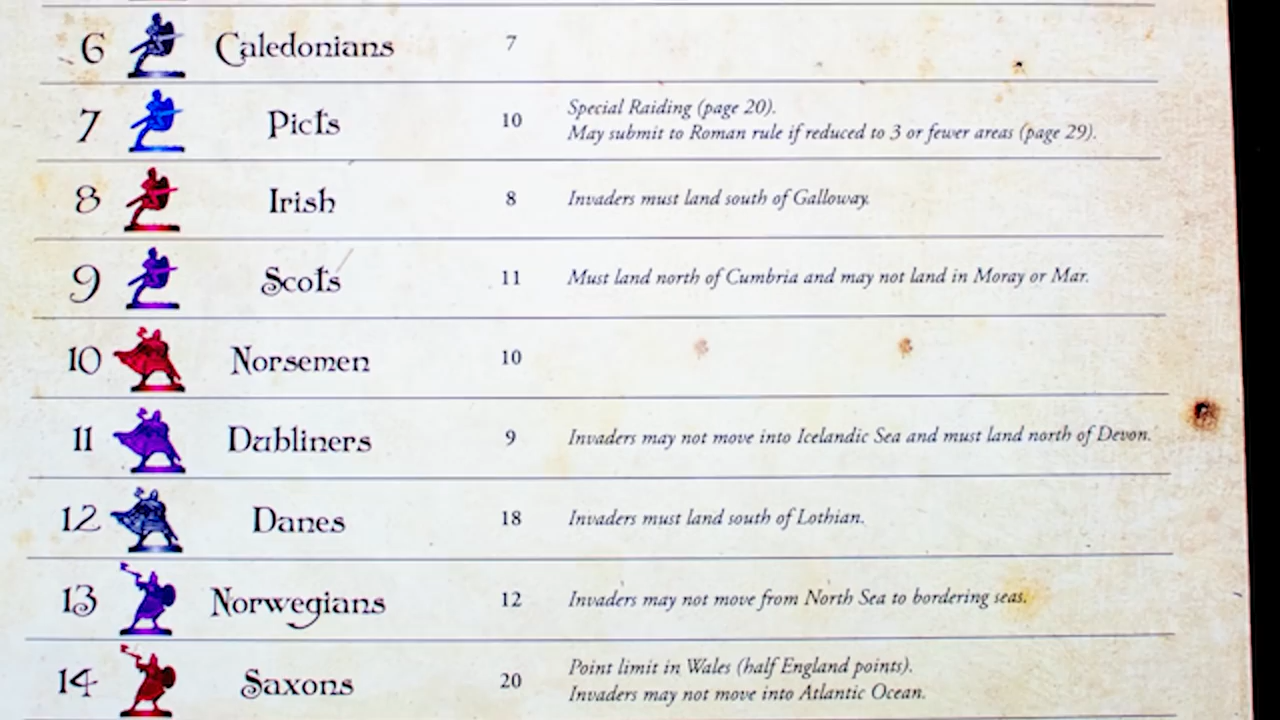 6 Caledonians 7
7 Picts 10 Special Raiding (page 20).
May submit to Roman rule if reduced to 3 or fewer areas (page 29).
8 Irish 8 Invaders must land south of Galloway.
9 Scots 11 Must land north of Cumbria and may not land in Moray or Mar.
10 Norsemen 10
11 Dubliners 9 Invaders may not move into Icelandic Sea and must land north of Devon.
12 Danes 18 Invaders must land south of Lothian.
13 Norwegians 12 Invaders may not move from North Sea to bordering seas.
14 Saxons 20 Point limit in Wales (half England points).
Invaders may not move into Atlantic Ocean.